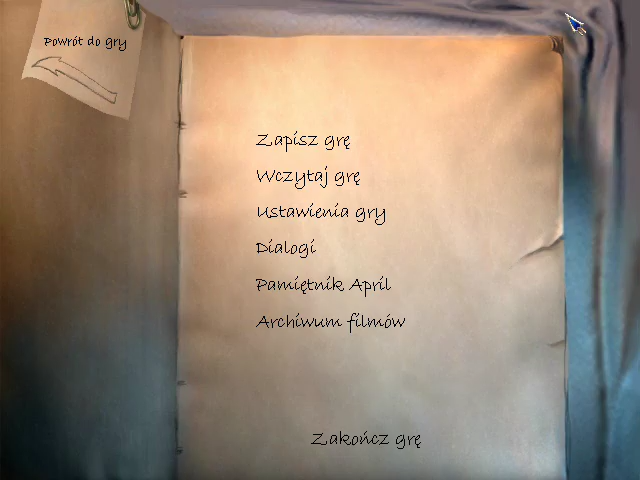 Powrót do gry
Zapisz grę
Wczytaj grę
Ustawienia gry
Dialogi
Pamiętnik April
Archiwum filmów
Zakończ grę